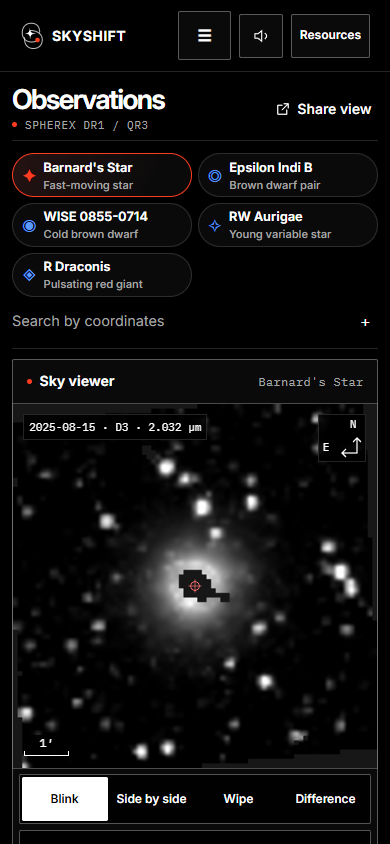 SKYSHIFT
Resources
Observations
Share view
SPHEREX DR1 / QR3
Barnard's Star
Fast-moving star
Epsilon Indi B
Brown dwarf pair
WISE 0855-0714
Cold brown dwarf
RW Aurigae
Young variable star
R Draconis
Pulsating red giant
Search by coordinates
+
Sky viewer
Barnard's Star
2025-08-15 · D3 · 2.032 µm
N
E
1′
Blink
Side by side
Wipe
Difference